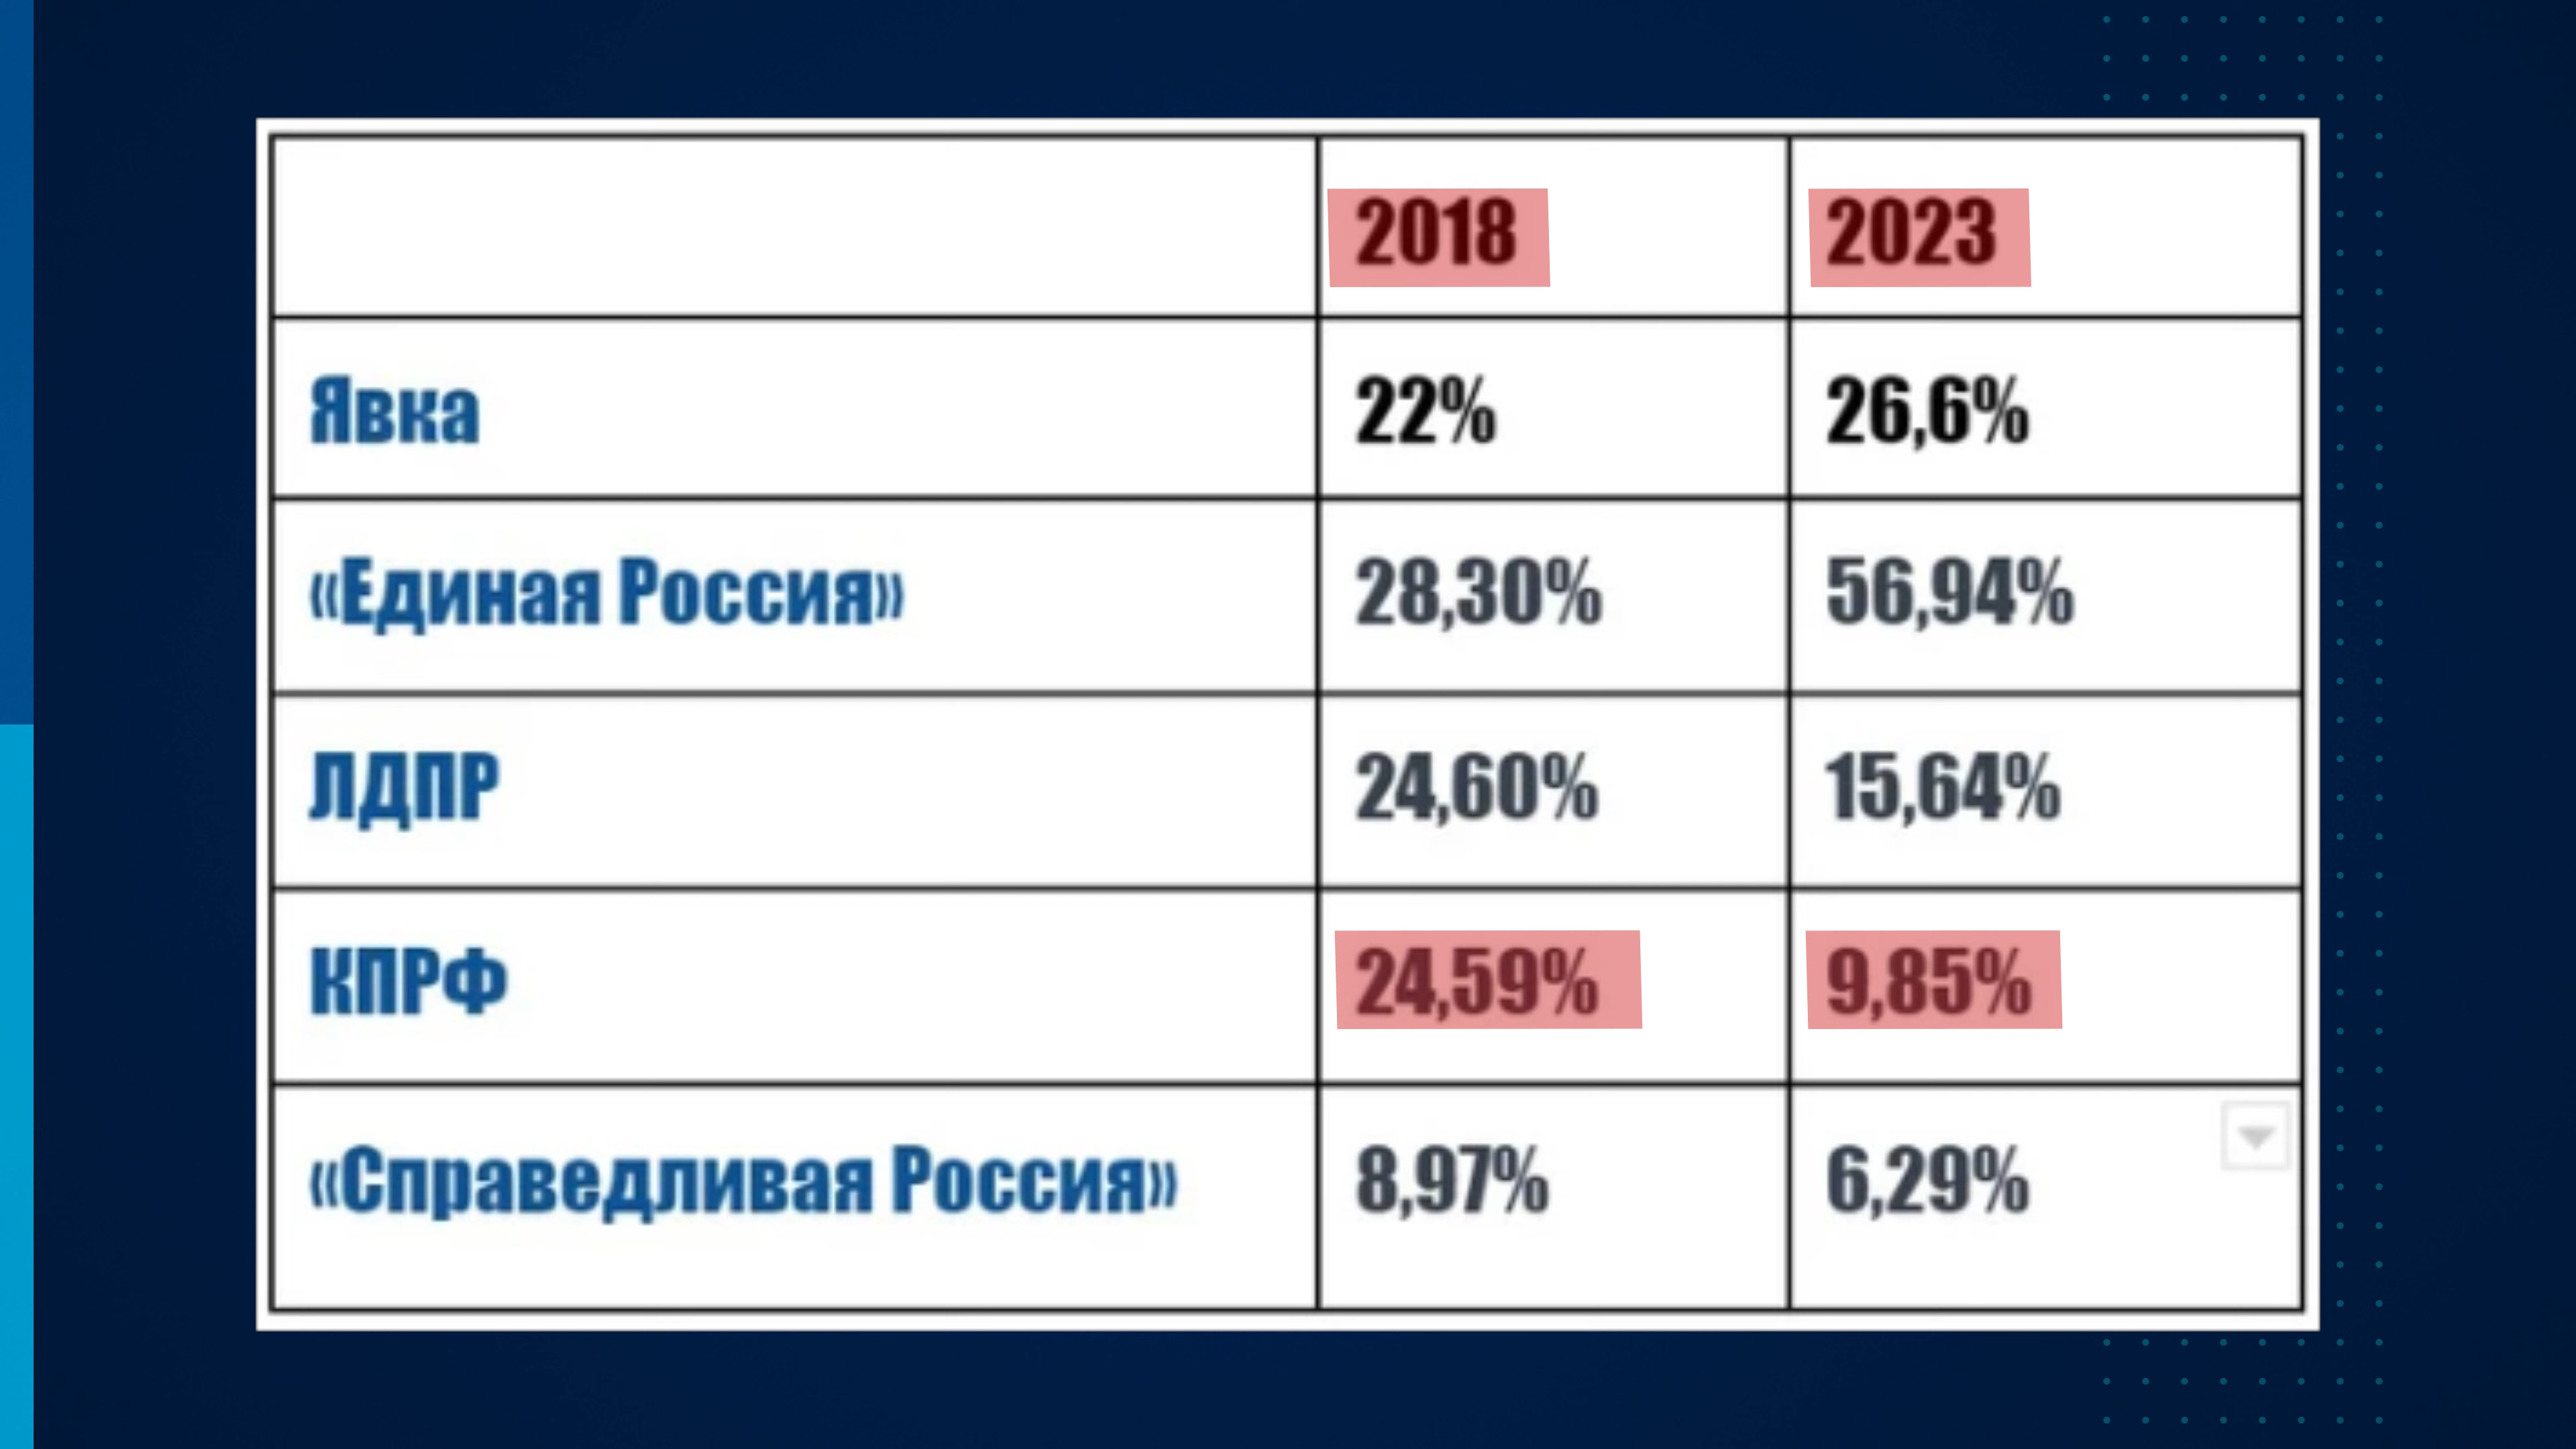 2018 2023
Явка 22% 26,6%
«Единая Россия» 28,30% 56,94%
ЛДПР 24,60% 15,64%
КПРФ 24,59% 9,85%
«Справедливая Россия» 8,97% 6,29%